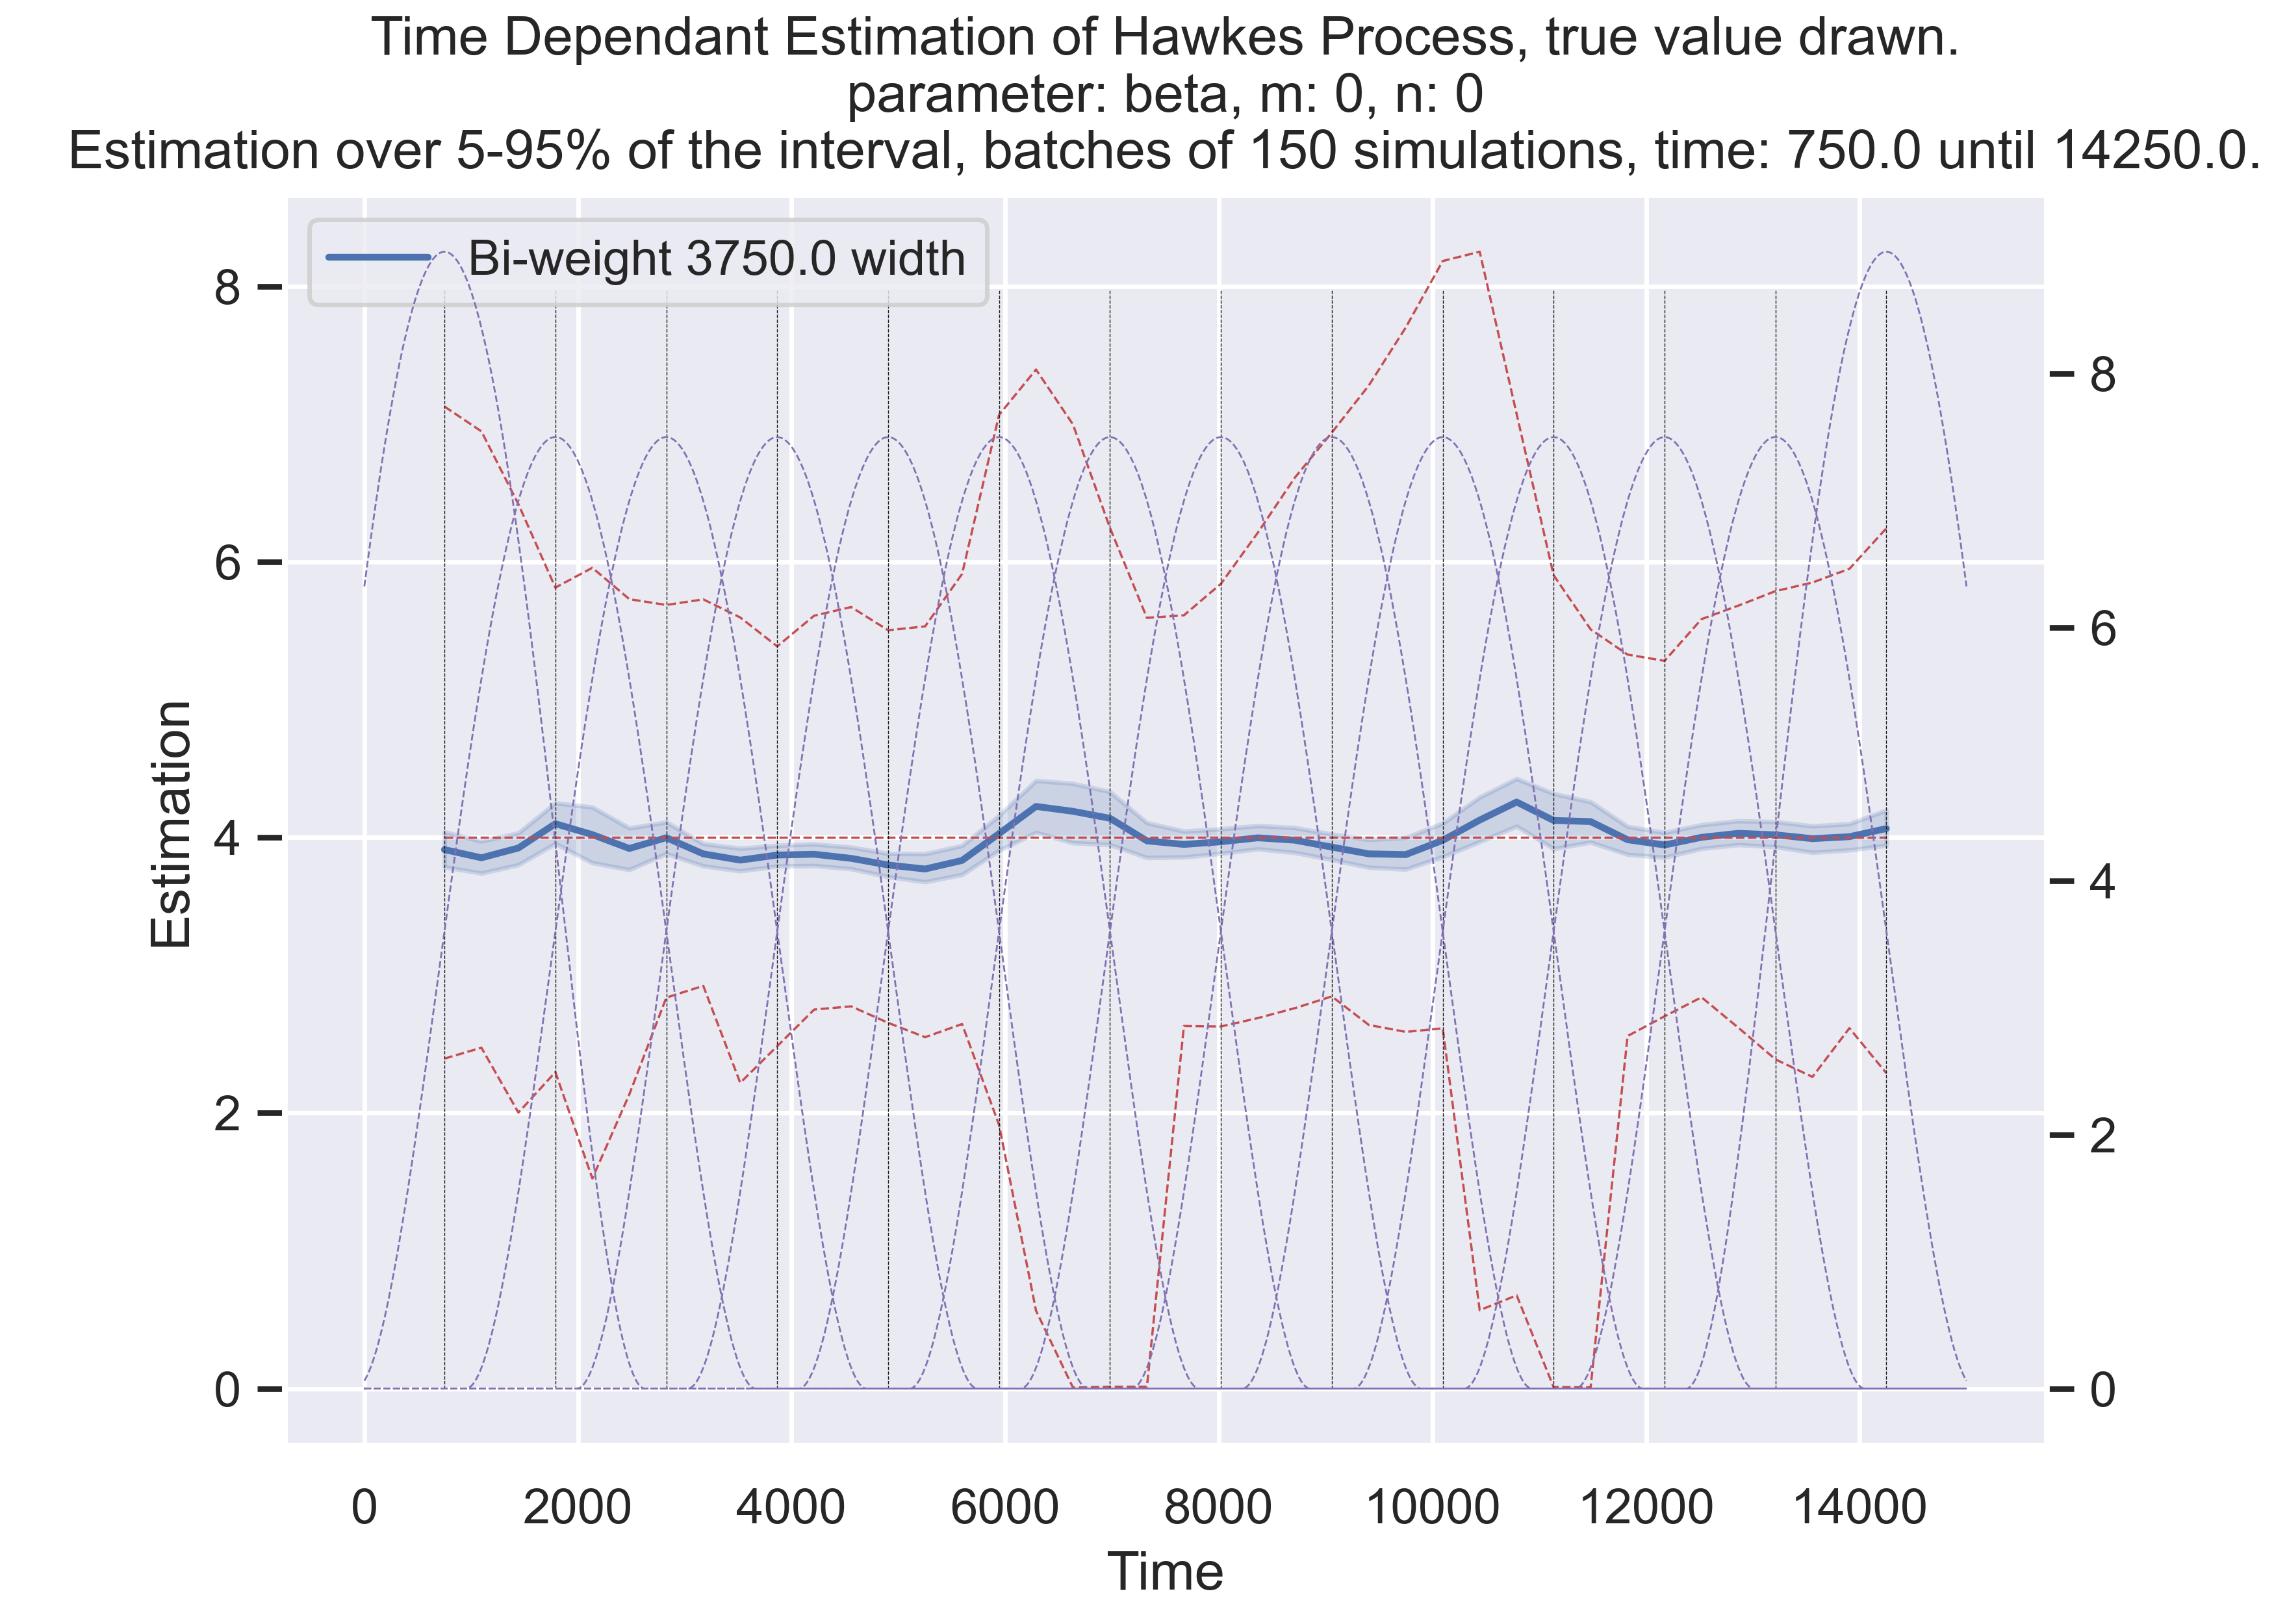 Time Dependant Estimation of Hawkes Process, true value drawn.
parameter: beta, m: 0, n: 0
Estimation over 5-95% of the interval, batches of 150 simulations, time: 750.0 until 14250.0.
Bi-weight 3750.0 width
8
6
4
2
0
Estimation
8
6
4
2
0
0 2000 4000 6000 8000 10000 12000 14000
Time